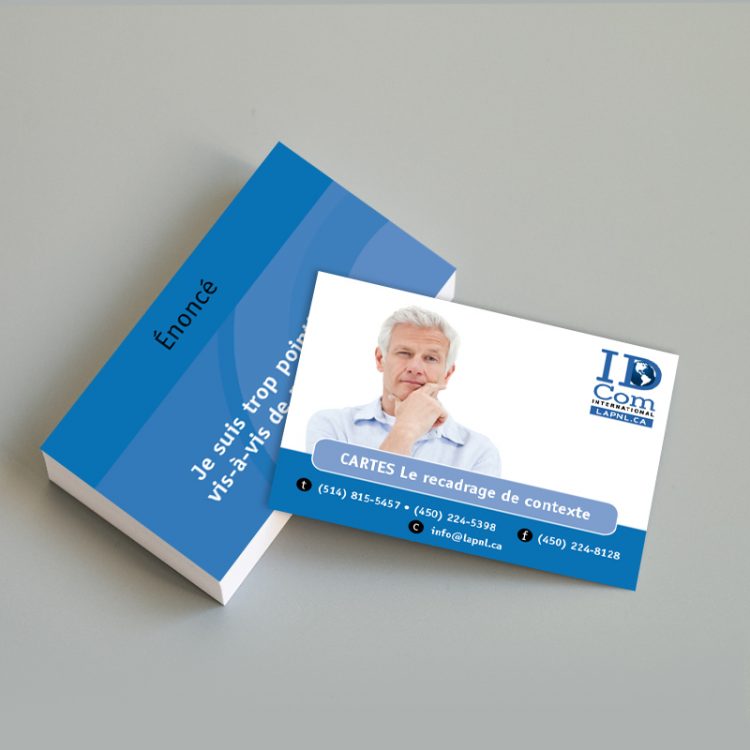 Énoncé
Je suis trop
vis-à-vis de
ID
Com
INTERNATIONAL
LAPNL.CA
CARTES Le recadrage de contexte
t (514) 815-5457 • (450) 224-5398
f (450) 224-8128
c info@lapnl.ca